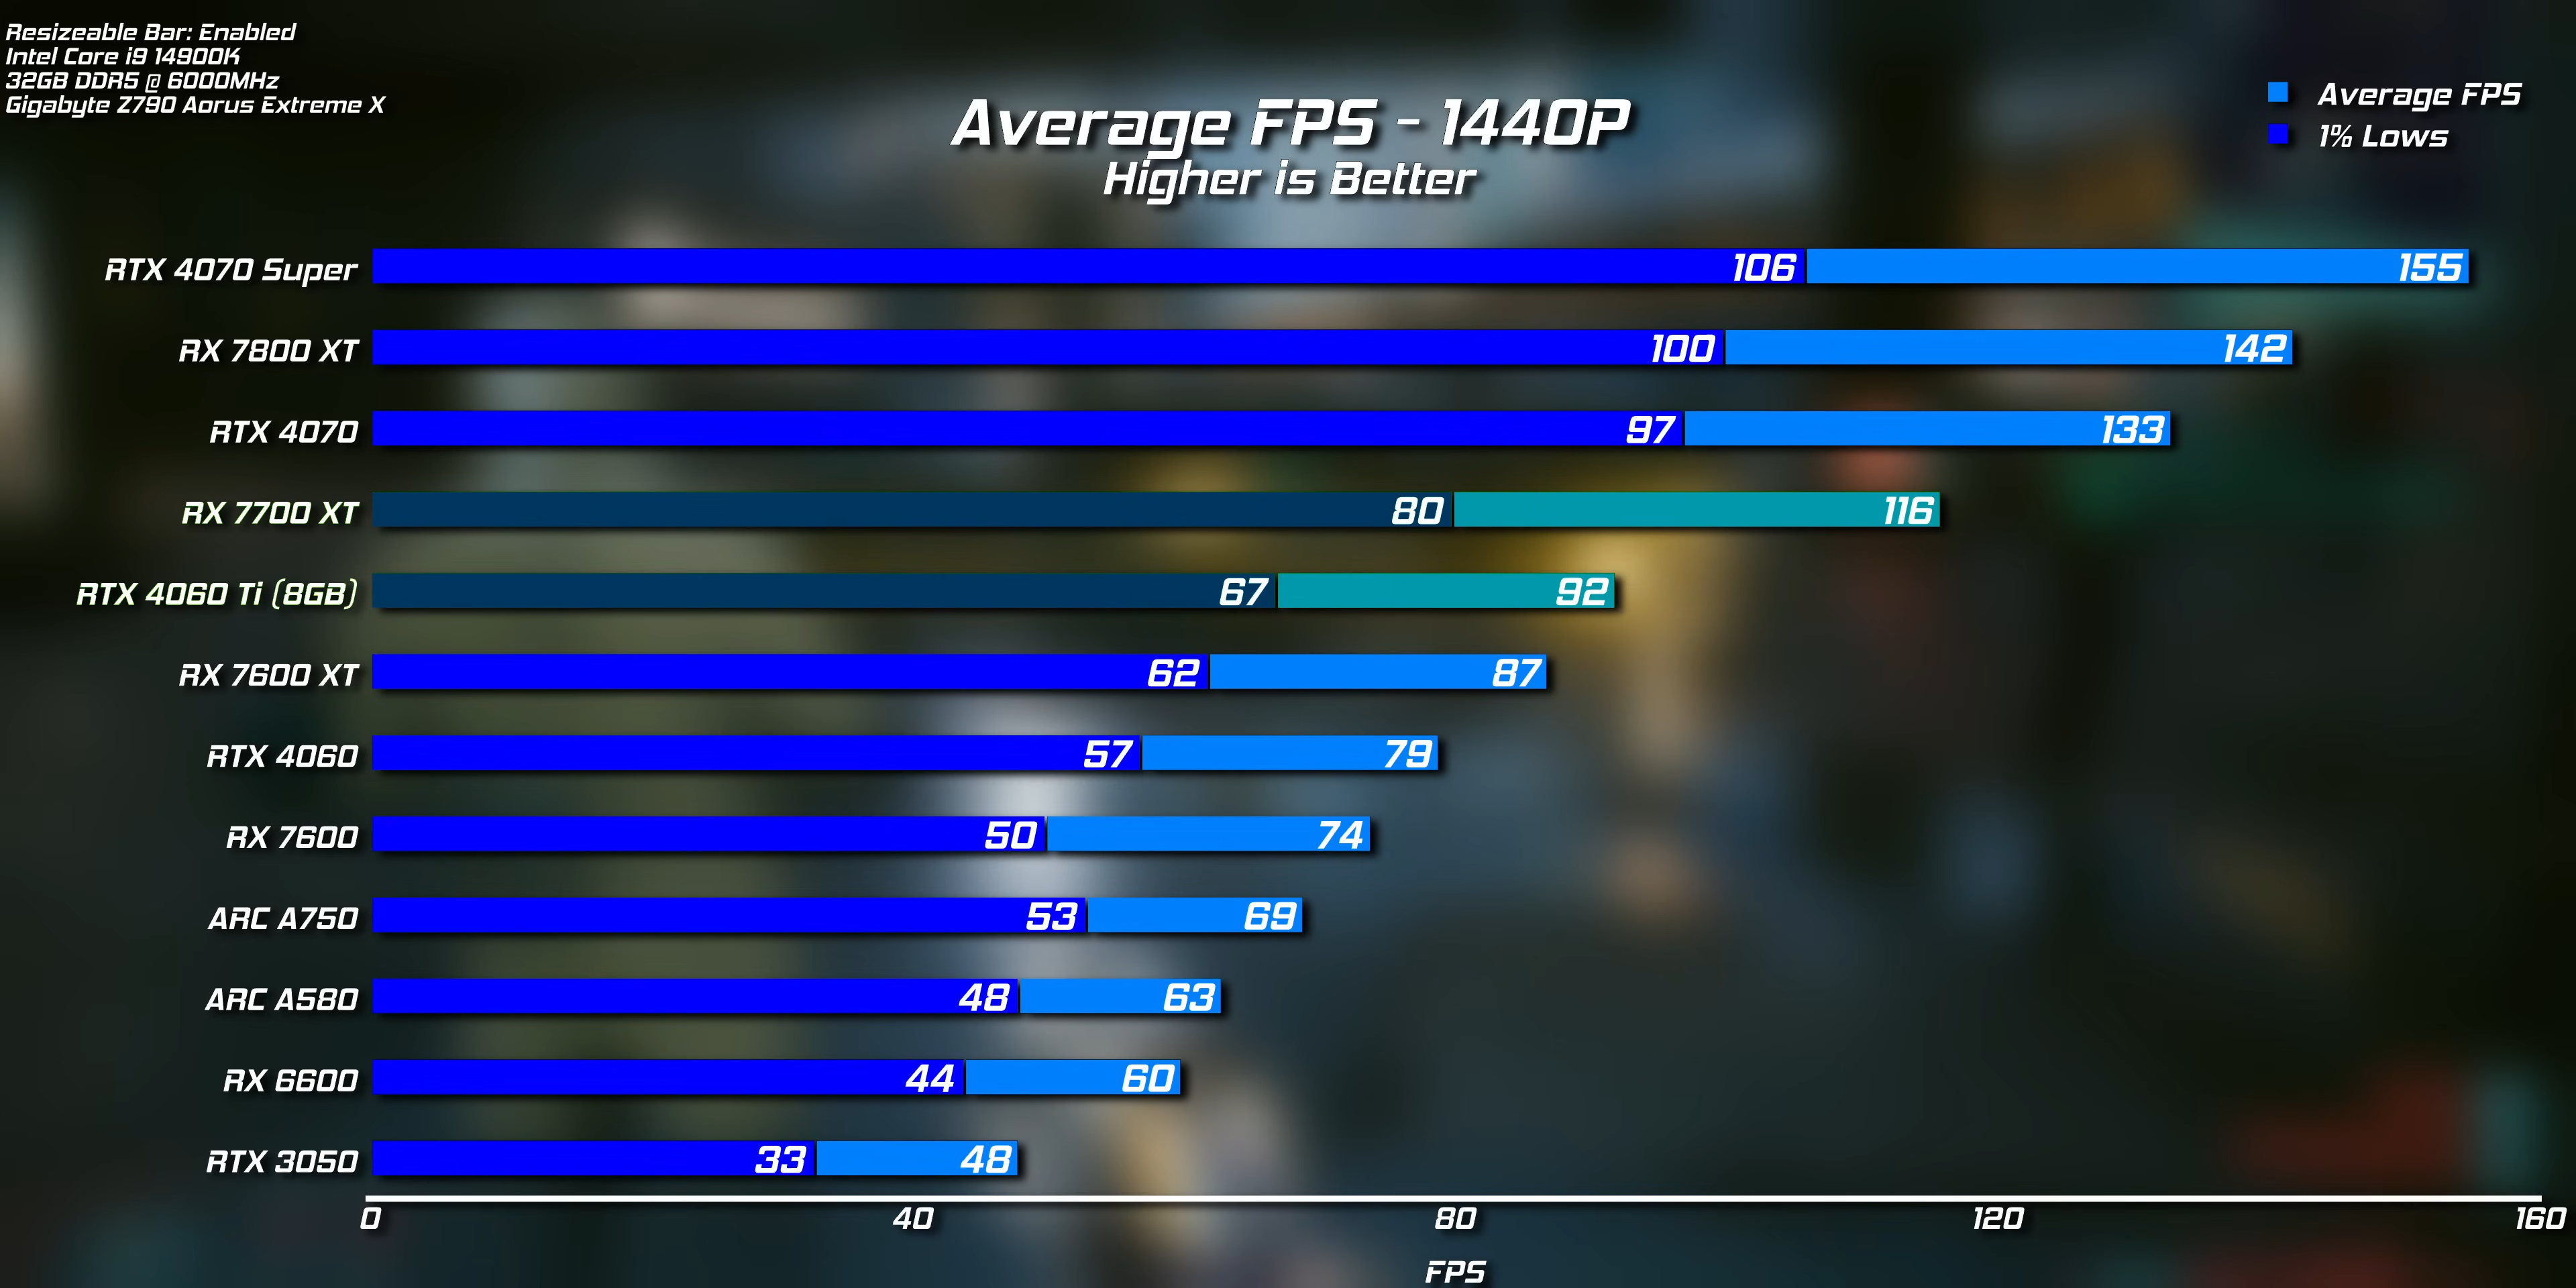 Resizeable Bar: Enabled
Intel Core i9 14900K
32GB DDR5 @ 6000MHz
Gigabyte Z790 Aorus Extreme X
Average FPS - 1440P
Higher is Better
Average FPS
1% Lows
RTX 4070 Super 106 155
RX 7800 XT 100 142
RTX 4070 97 133
RX 7700 XT 80 116
RTX 4060 Ti (8GB) 67 92
RX 7600 XT 62 87
RTX 4060 57 79
RX 7600 50 74
ARC A750 53 69
ARC A580 48 63
RX 6600 44 60
RTX 3050 33 48
0 40 80 120 160
FPS